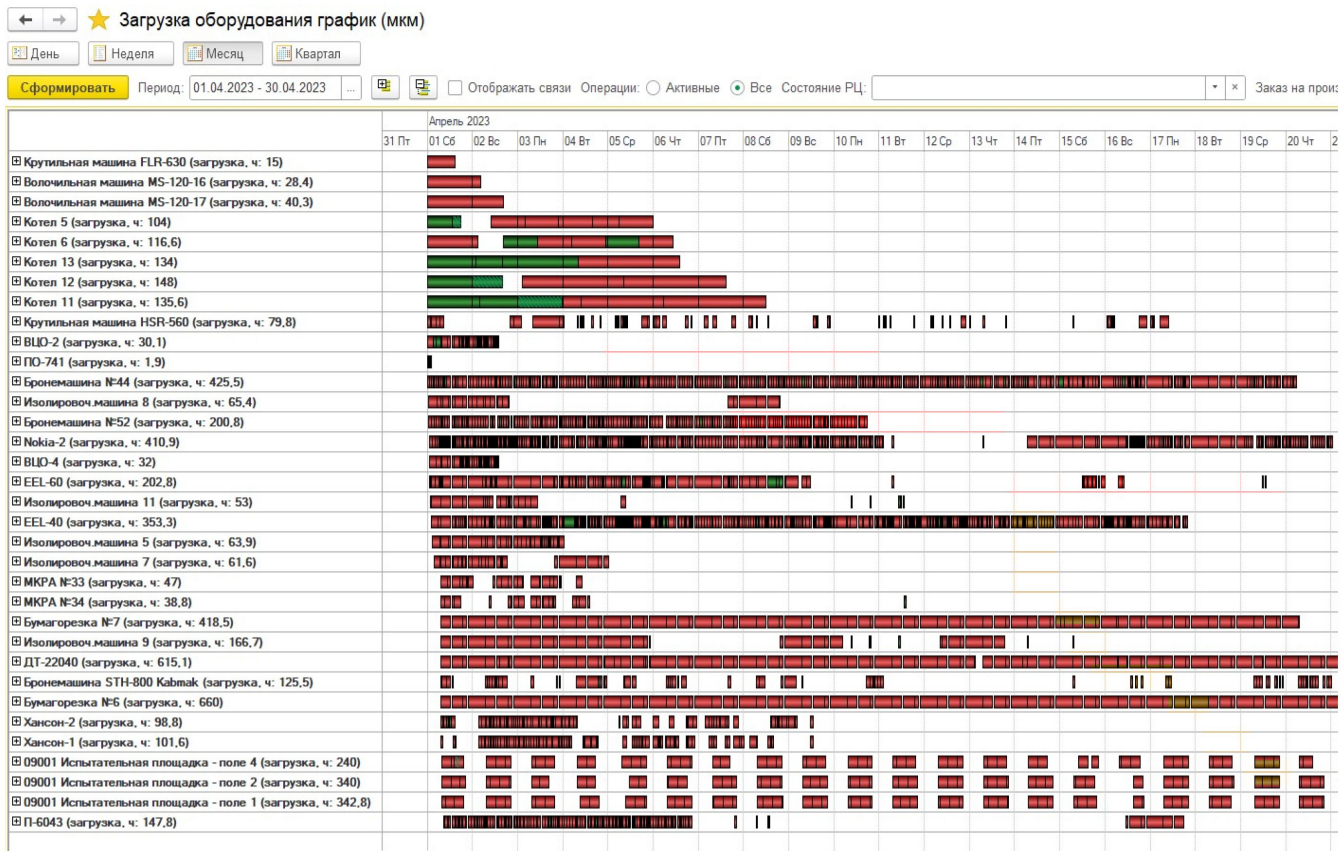 Загрузка оборудования график (мкм)
День Неделя Месяц Квартал
Сформировать Период: 01.04.2023 - 30.04.2023 ... Отображать связи Операции: Активные Все Состояние РЦ: Заказ на произ
Апрель 2023
31 Пт 01 Сб 02 Вс 03 Пн 04 Вт 05 Ср 06 Чт 07 Пт 08 Сб 09 Вс 10 Пн 11 Вт 12 Ср 13 Чт 14 Пт 15 Сб 16 Вс 17 Пн 18 Вт 19 Ср 20 Чт 2
Крутильная машина FLR-630 (загрузка, ч: 15)
Волочильная машина MS-120-16 (загрузка, ч: 28,4)
Волочильная машина MS-120-17 (загрузка, ч: 40,3)
Котел 5 (загрузка, ч: 104)
Котел 6 (загрузка, ч: 116,6)
Котел 13 (загрузка, ч: 134)
Котел 12 (загрузка, ч: 148)
Котел 11 (загрузка, ч: 135,6)
Крутильная машина HSR-560 (загрузка, ч: 79,8)
ВЦО-2 (загрузка, ч: 30,1)
ПО-741 (загрузка, ч: 1,9)
Бронемашина №44 (загрузка, ч: 425,5)
Изолировоч.машина 8 (загрузка, ч: 65,4)
Бронемашина №52 (загрузка, ч: 200,8)
Nokia-2 (загрузка, ч: 410,9)
ВЦО-4 (загрузка, ч: 32)
EEL-60 (загрузка, ч: 202,8)
Изолировоч.машина 11 (загрузка, ч: 53)
EEL-40 (загрузка, ч: 353,3)
Изолировоч.машина 5 (загрузка, ч: 63,9)
Изолировоч.машина 7 (загрузка, ч: 61,6)
МКРА №33 (загрузка, ч: 47)
МКРА №34 (загрузка, ч: 38,8)
Бумагорезка №7 (загрузка, ч: 418,5)
Изолировоч.машина 9 (загрузка, ч: 166,7)
ДТ-22040 (загрузка, ч: 615,1)
Бронемашина STH-800 Kabmak (загрузка, ч: 125,5)
Бумагорезка №6 (загрузка, ч: 660)
Хансон-2 (загрузка, ч: 98,8)
Хансон-1 (загрузка, ч: 101,6)
09001 Испытательная площадка - поле 4 (загрузка, ч: 240)
09001 Испытательная площадка - поле 2 (загрузка, ч: 340)
09001 Испытательная площадка - поле 1 (загрузка, ч: 342,8)
П-6043 (загрузка, ч: 147,8)